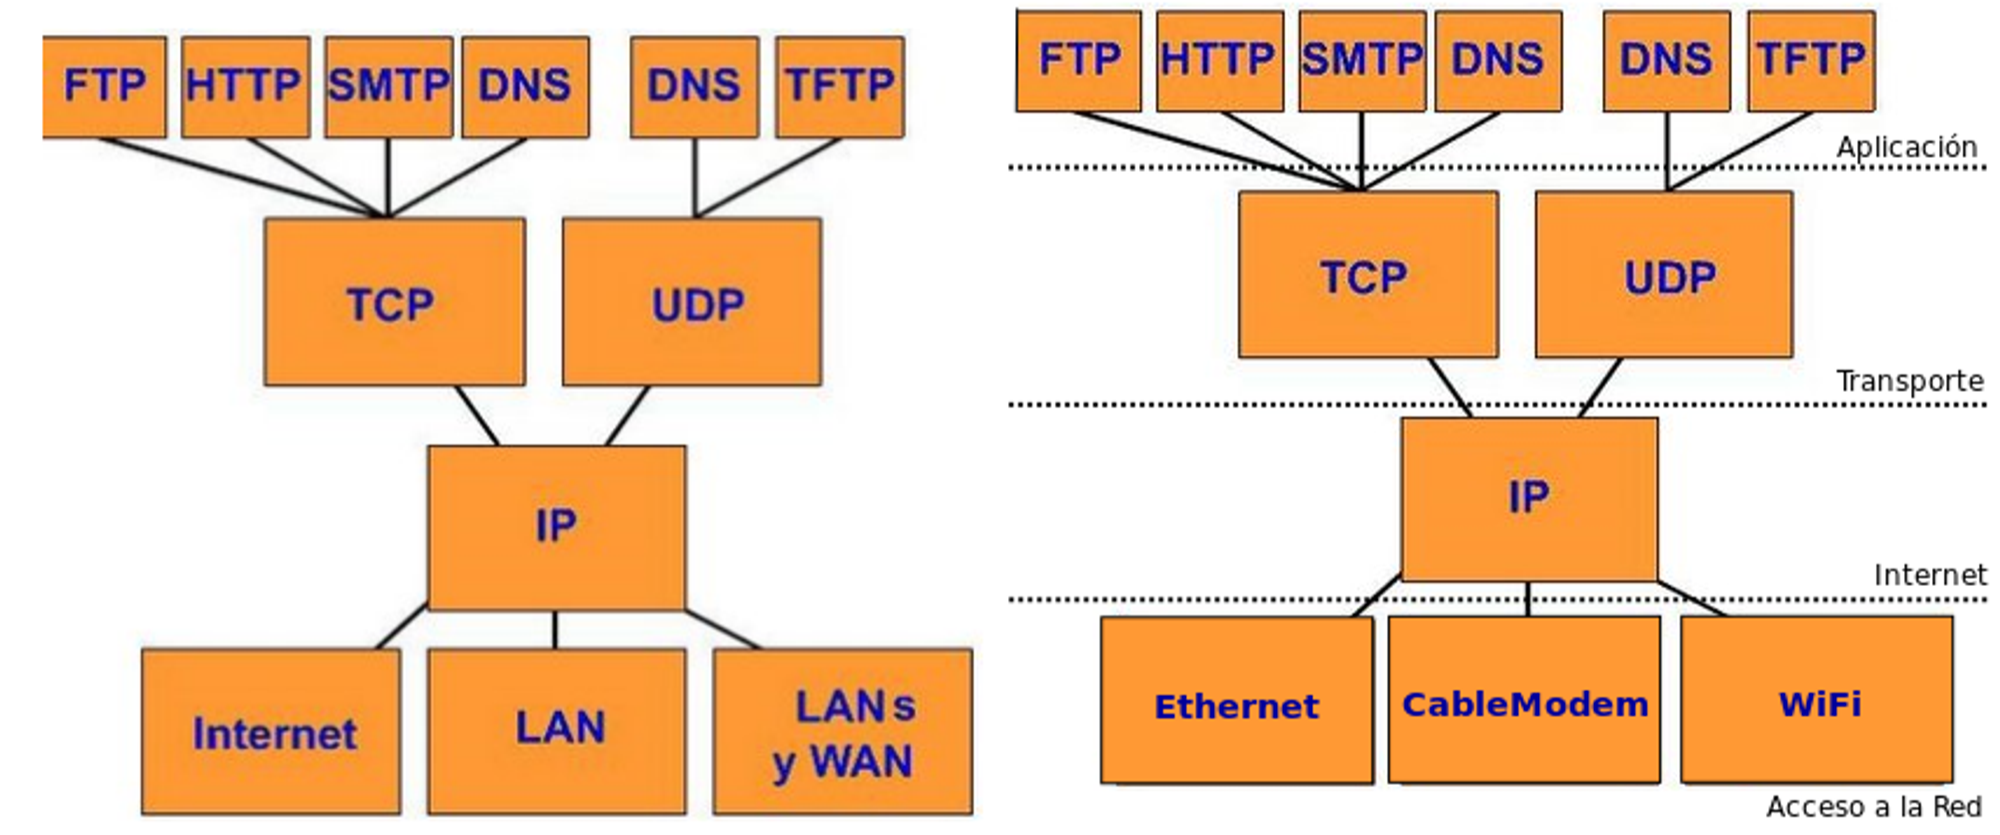 FTP HTTP SMTP DNS DNS TFTP
TCP UDP
IP
Internet LAN LANs
y WAN
FTP HTTP SMTP DNS DNS TFTP
Aplicación
TCP UDP
Transporte
IP
Internet
Ethernet CableModem WiFi
Acceso a la Red